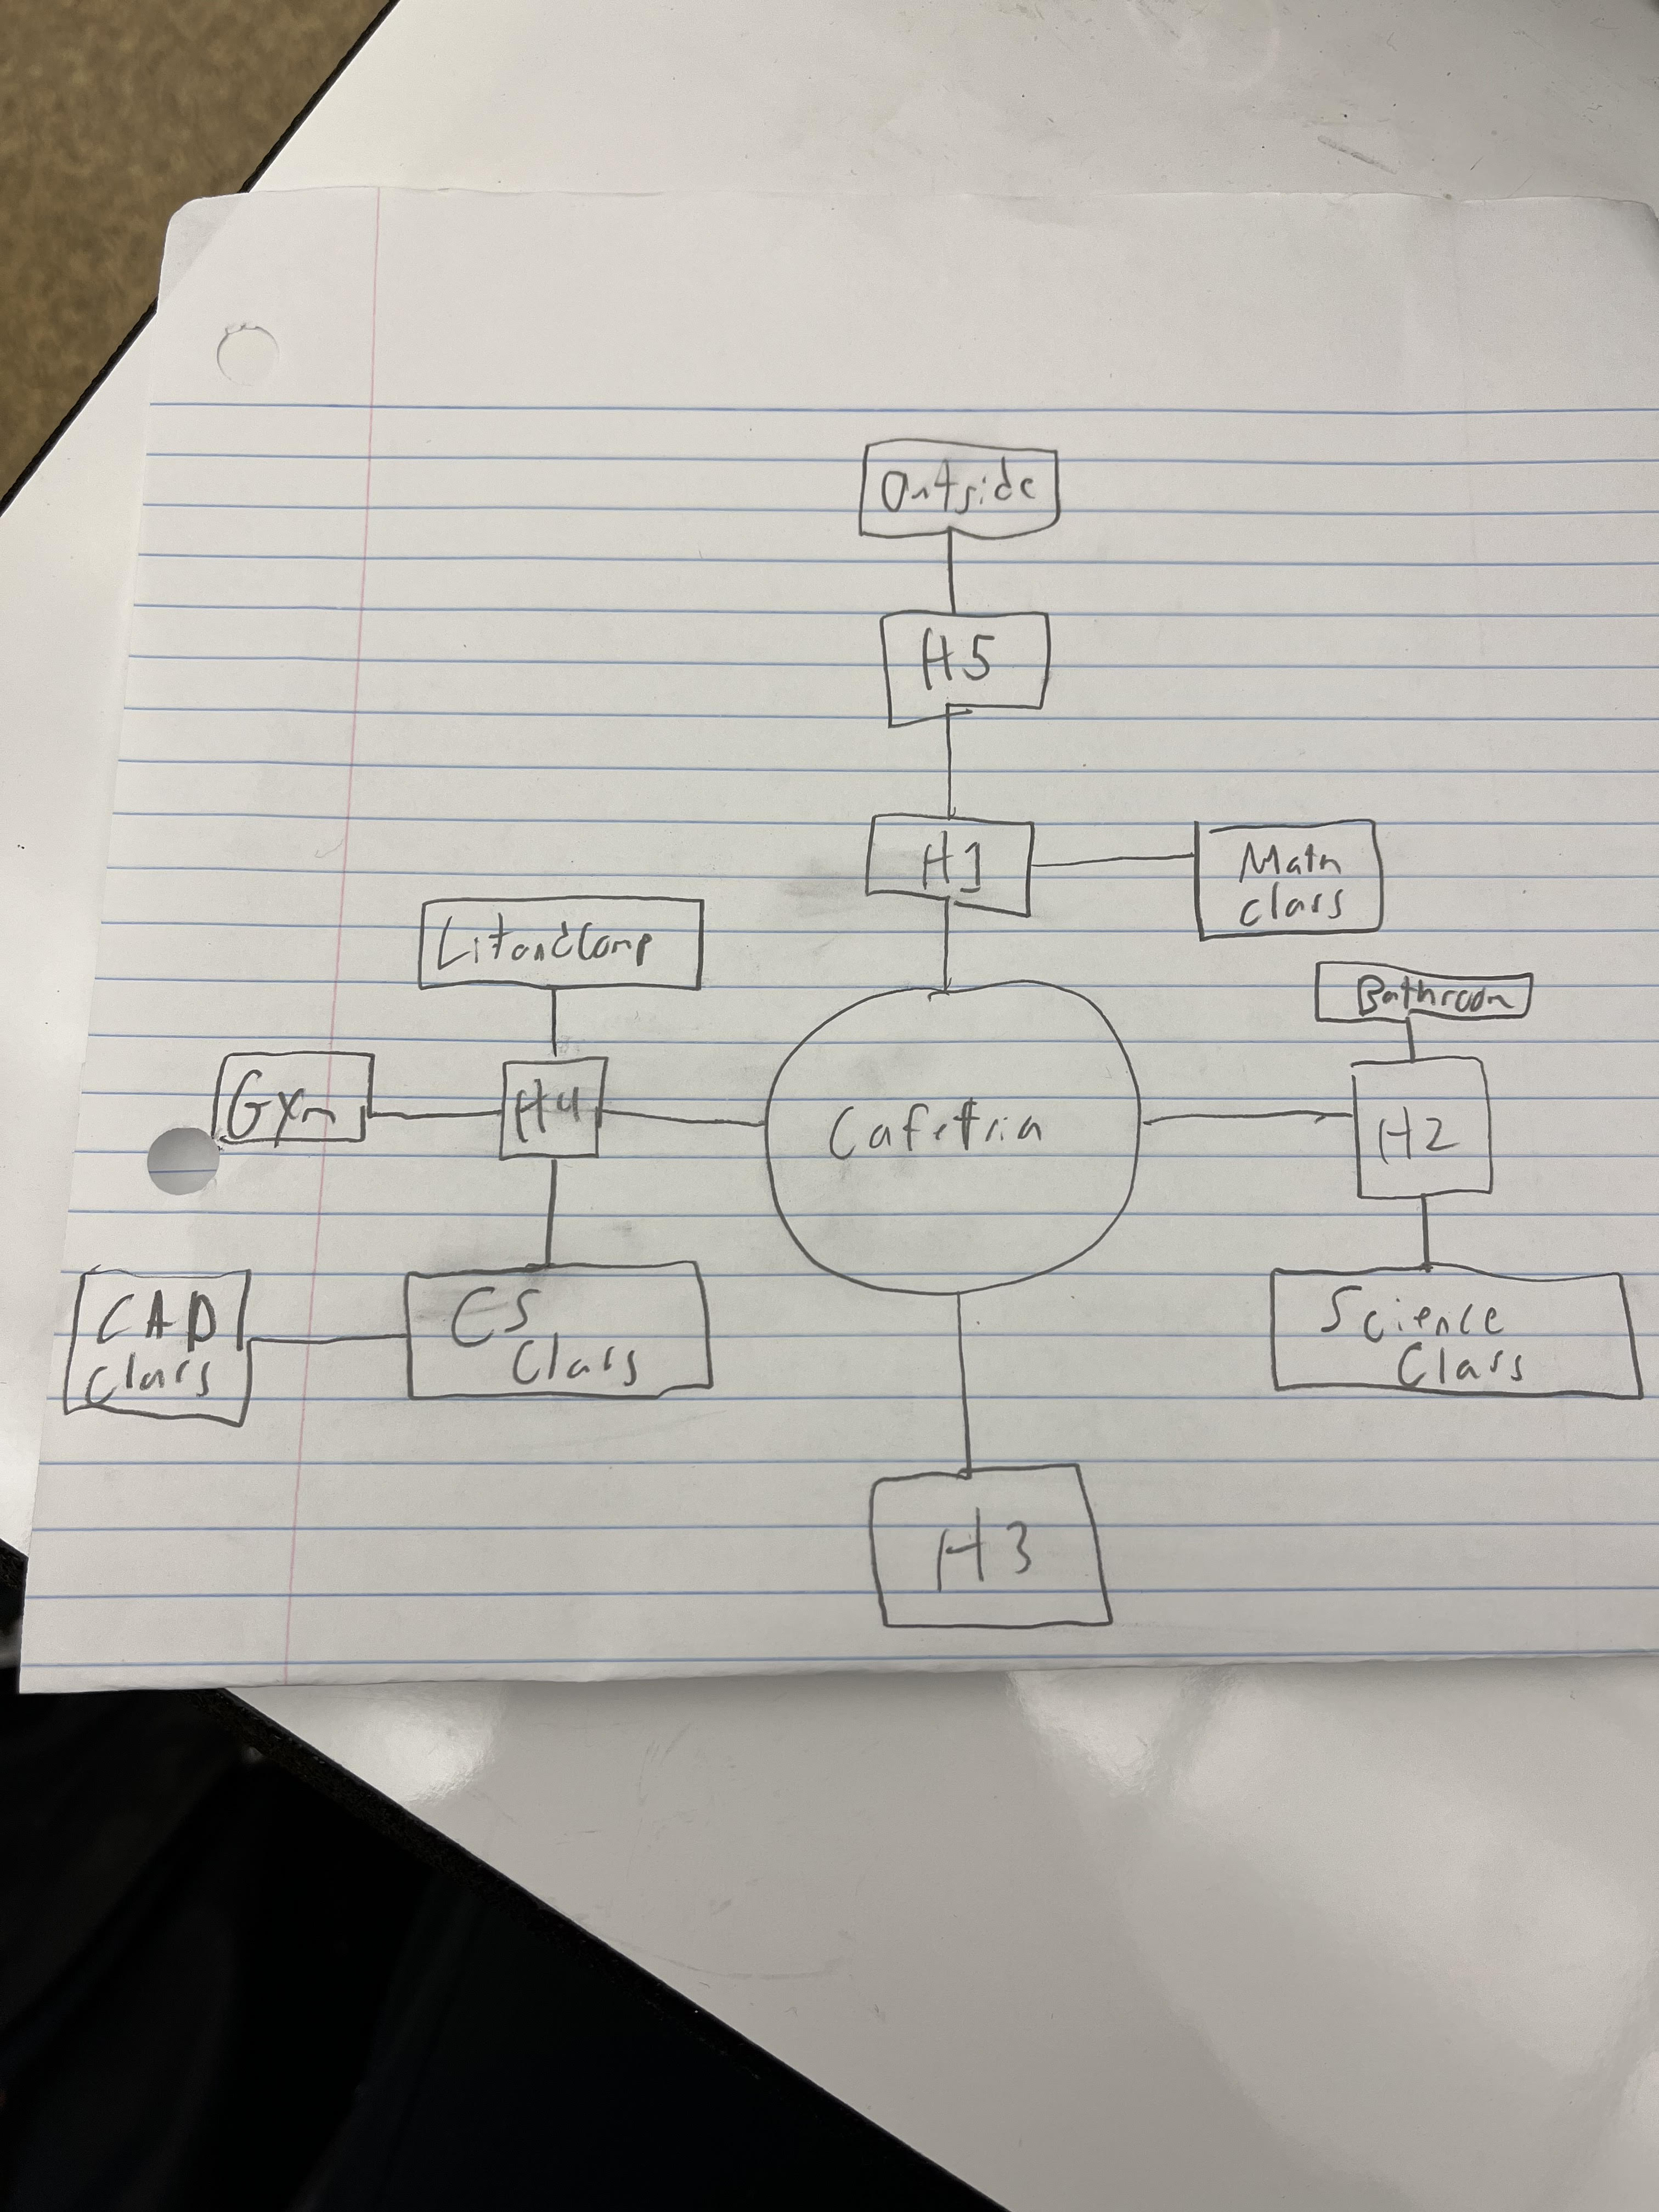 Outside
H5
H1
Math
class
Litandcomp
Bathroom
Gym
H4
Cafetria
H2
CAD
class
CS
Class
Science
Class
H3